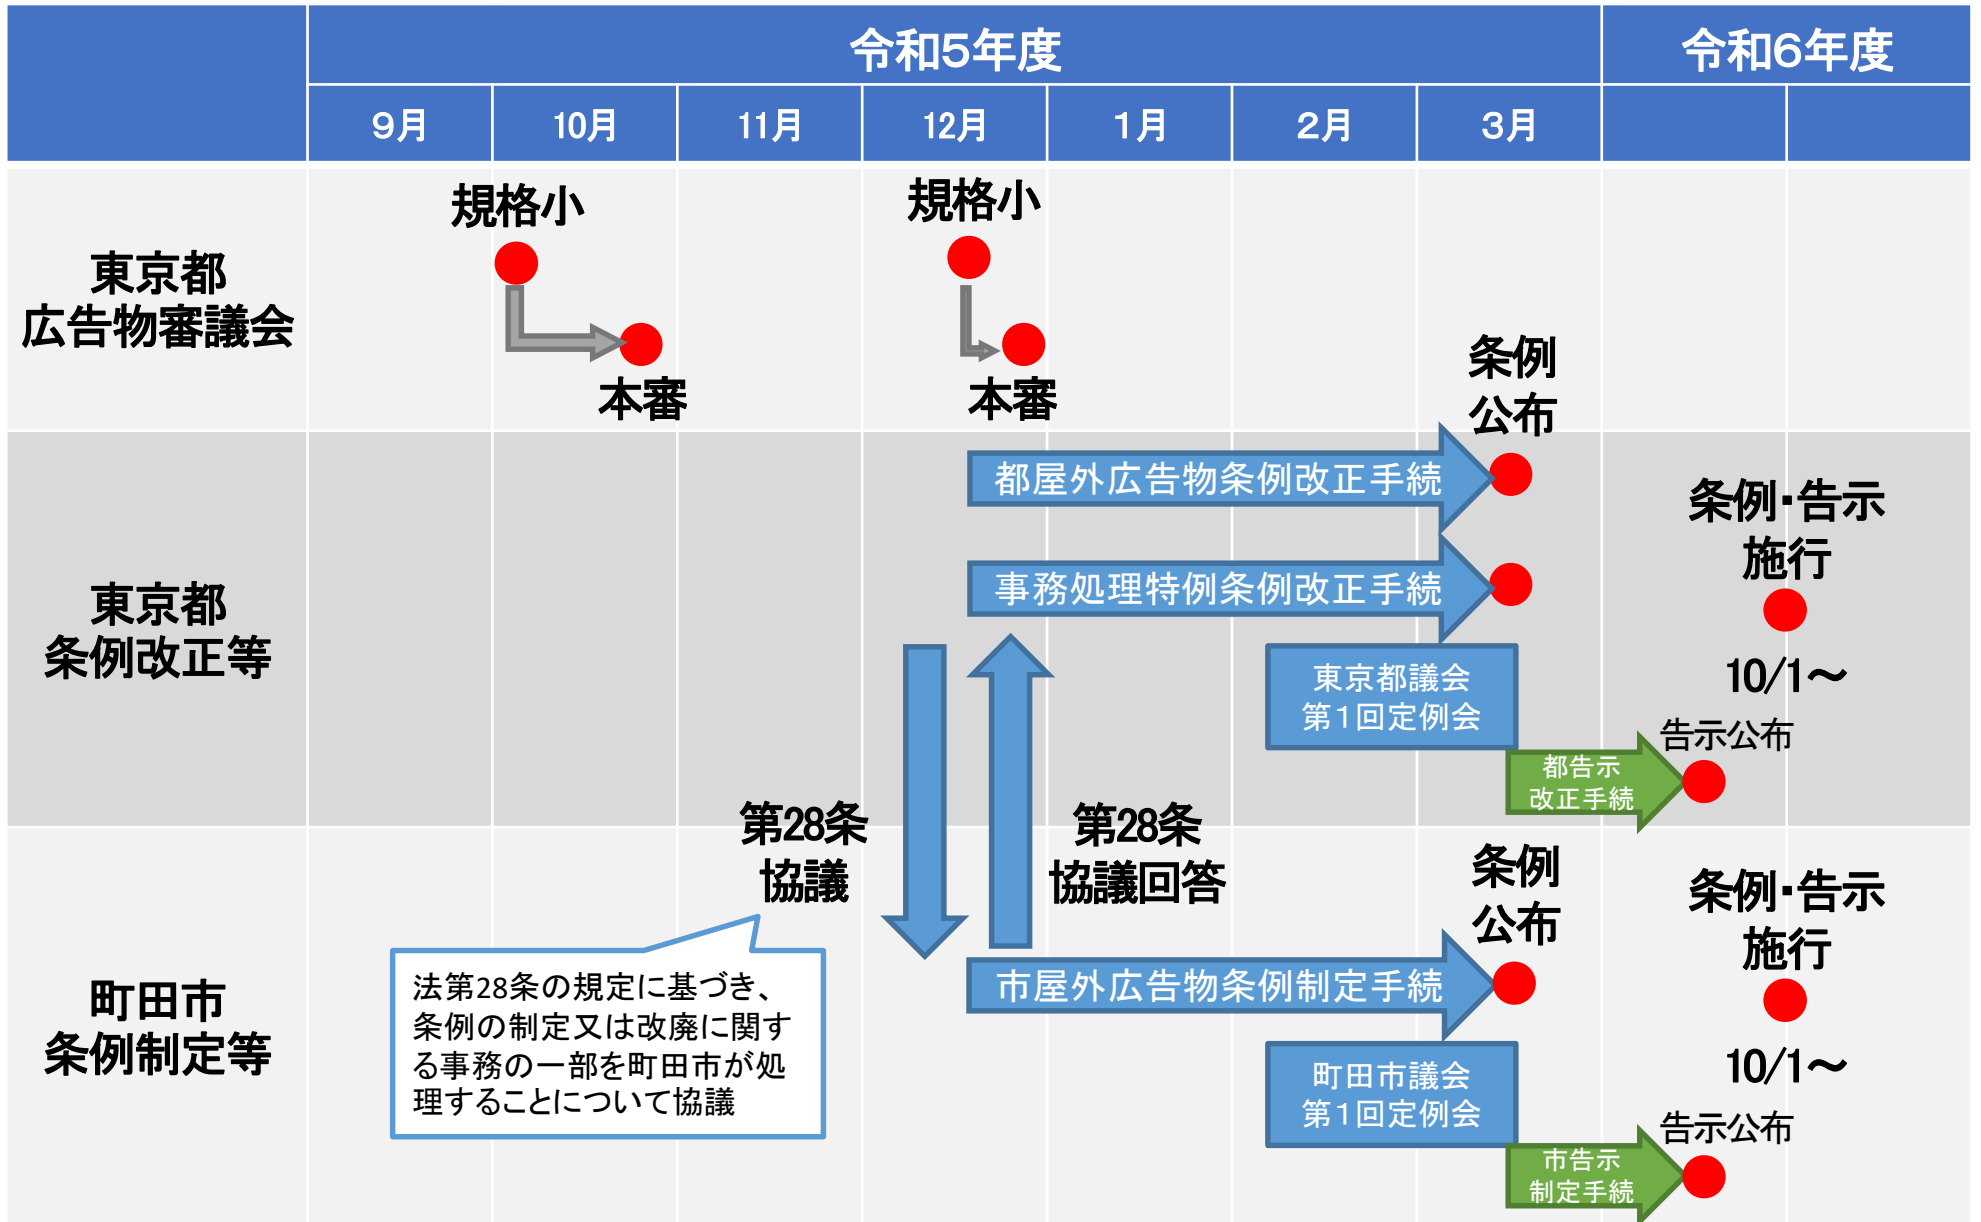 令和5年度
令和6年度
9月
10月
11月
12月
1月
2月
3月
東京都
広告物審議会
規格小
本審
規格小
本審
東京都
条例改正等
条例
公布
都屋外広告物条例改正手続
事務処理特例条例改正手続
東京都議会
第1回定例会
条例・告示
施行
10/1～
告示公布
都告示
改正手続
第28条
協議
第28条
協議回答
町田市
条例制定等
法第28条の規定に基づき、
条例の制定又は改廃に関す
る事務の一部を町田市が処
理することについて協議
条例
公布
市屋外広告物条例制定手続
町田市議会
第1回定例会
条例・告示
施行
10/1～
告示公布
市告示
制定手続